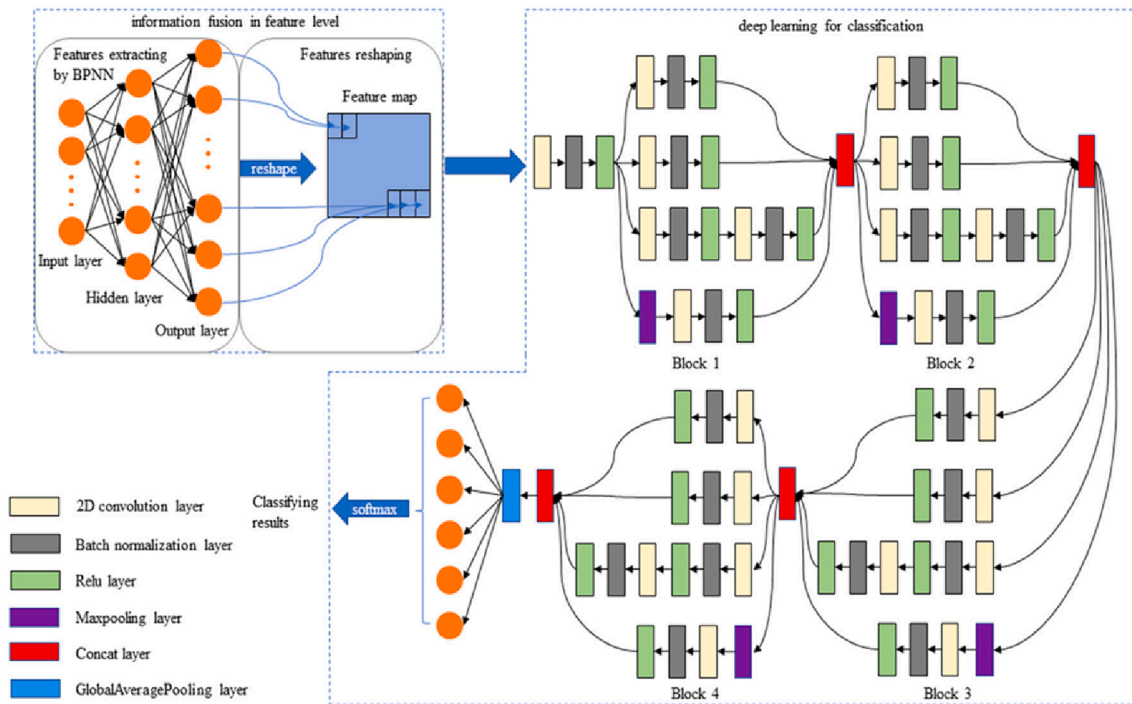 information fusion in feature level
deep learning for classification
Features extracting
by BPNN
Features reshaping
Feature map
reshape
Input layer
Hidden layer
Output layer
Block 1
Block 2
Classifying
results
softmax
2D convolution layer
Batch normalization layer
Relu layer
Maxpooling layer
Concat layer
GlobalAveragePooling layer
Block 4
Block 3